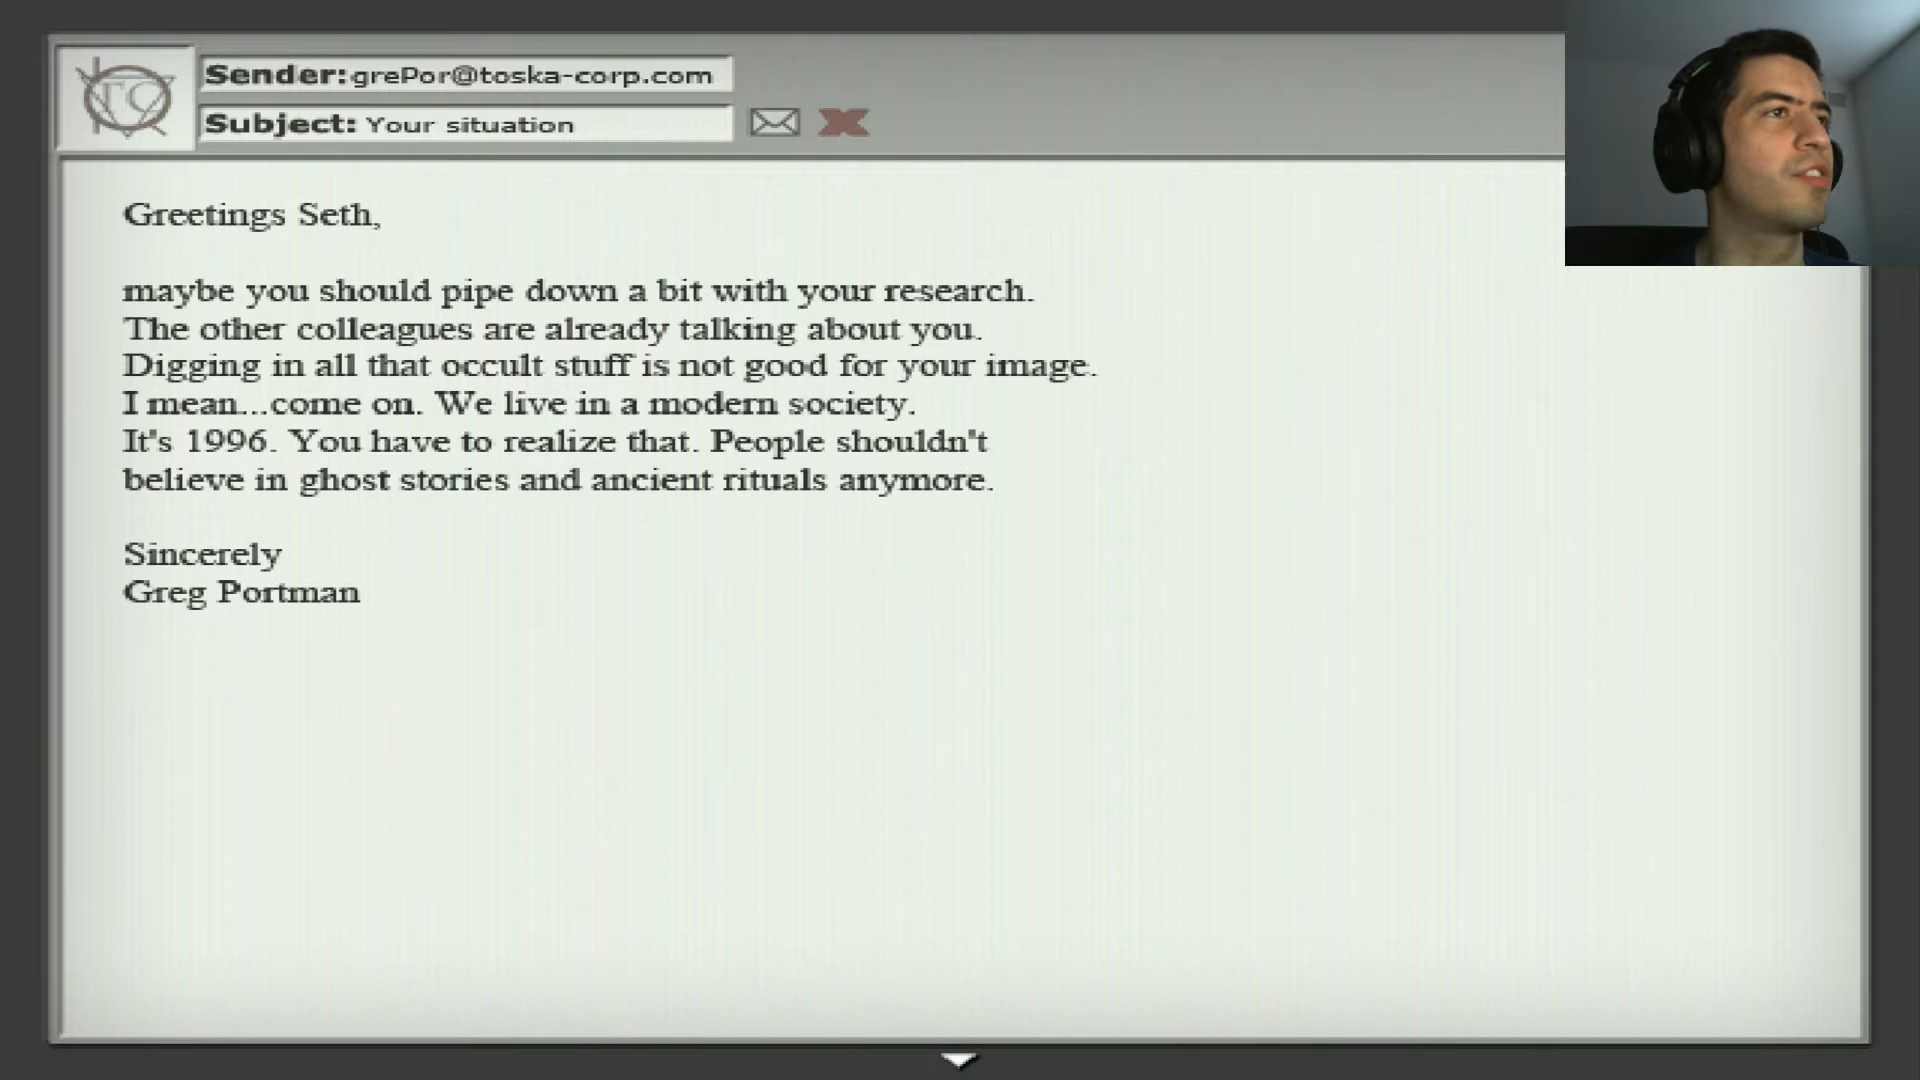 TC
Sender: grePor@toska-corp.com
Subject: Your situation
Greetings Seth,
maybe you should pipe down a bit with your research.
The other colleagues are already talking about you.
Digging in all that occult stuff is not good for your image.
I mean...come on. We live in a modern society.
It's 1996. You have to realize that. People shouldn't
believe in ghost stories and ancient rituals anymore.
Sincerely
Greg Portman